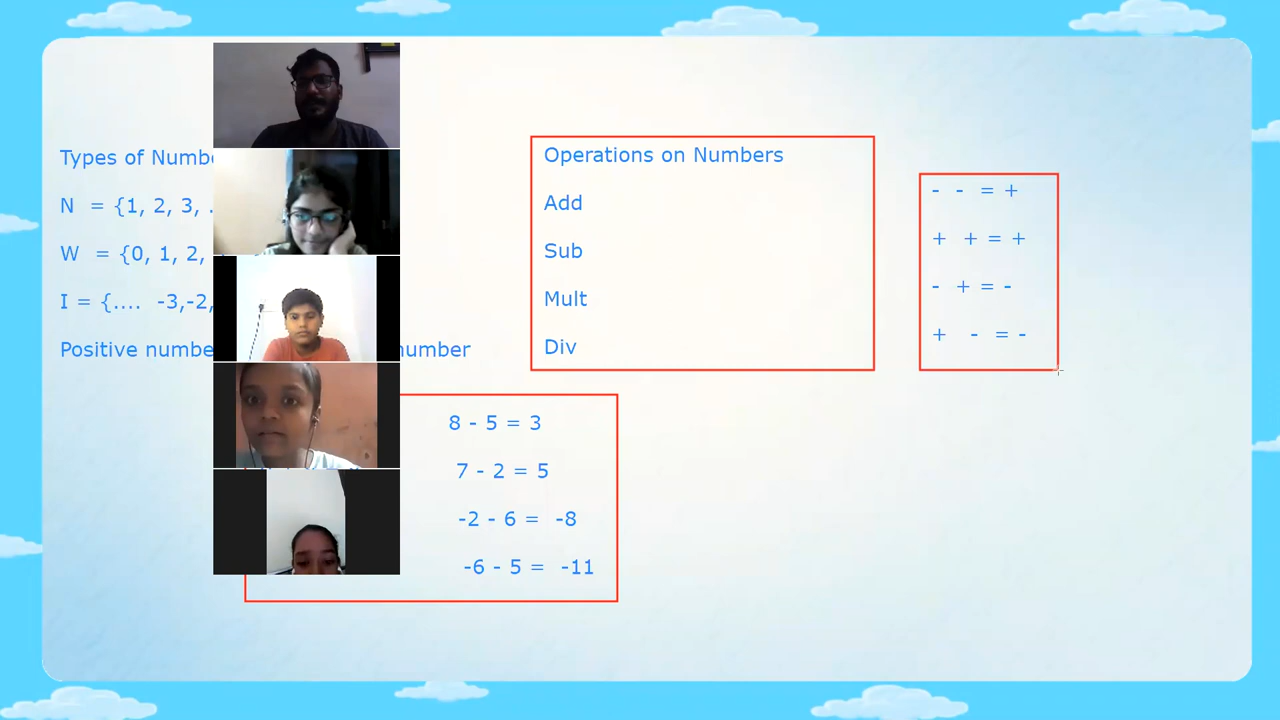 Types of Numbe
N = {1, 2, 3, .
W = {0, 1, 2,
I = {.... -3,-2,
Positive numbe number
Operations on Numbers
Add
Sub
Mult
Div
- - = +
+ + = +
- + = -
+ - = -
8 - 5 = 3
7 - 2 = 5
-2 - 6 = -8
-6 - 5 = -11